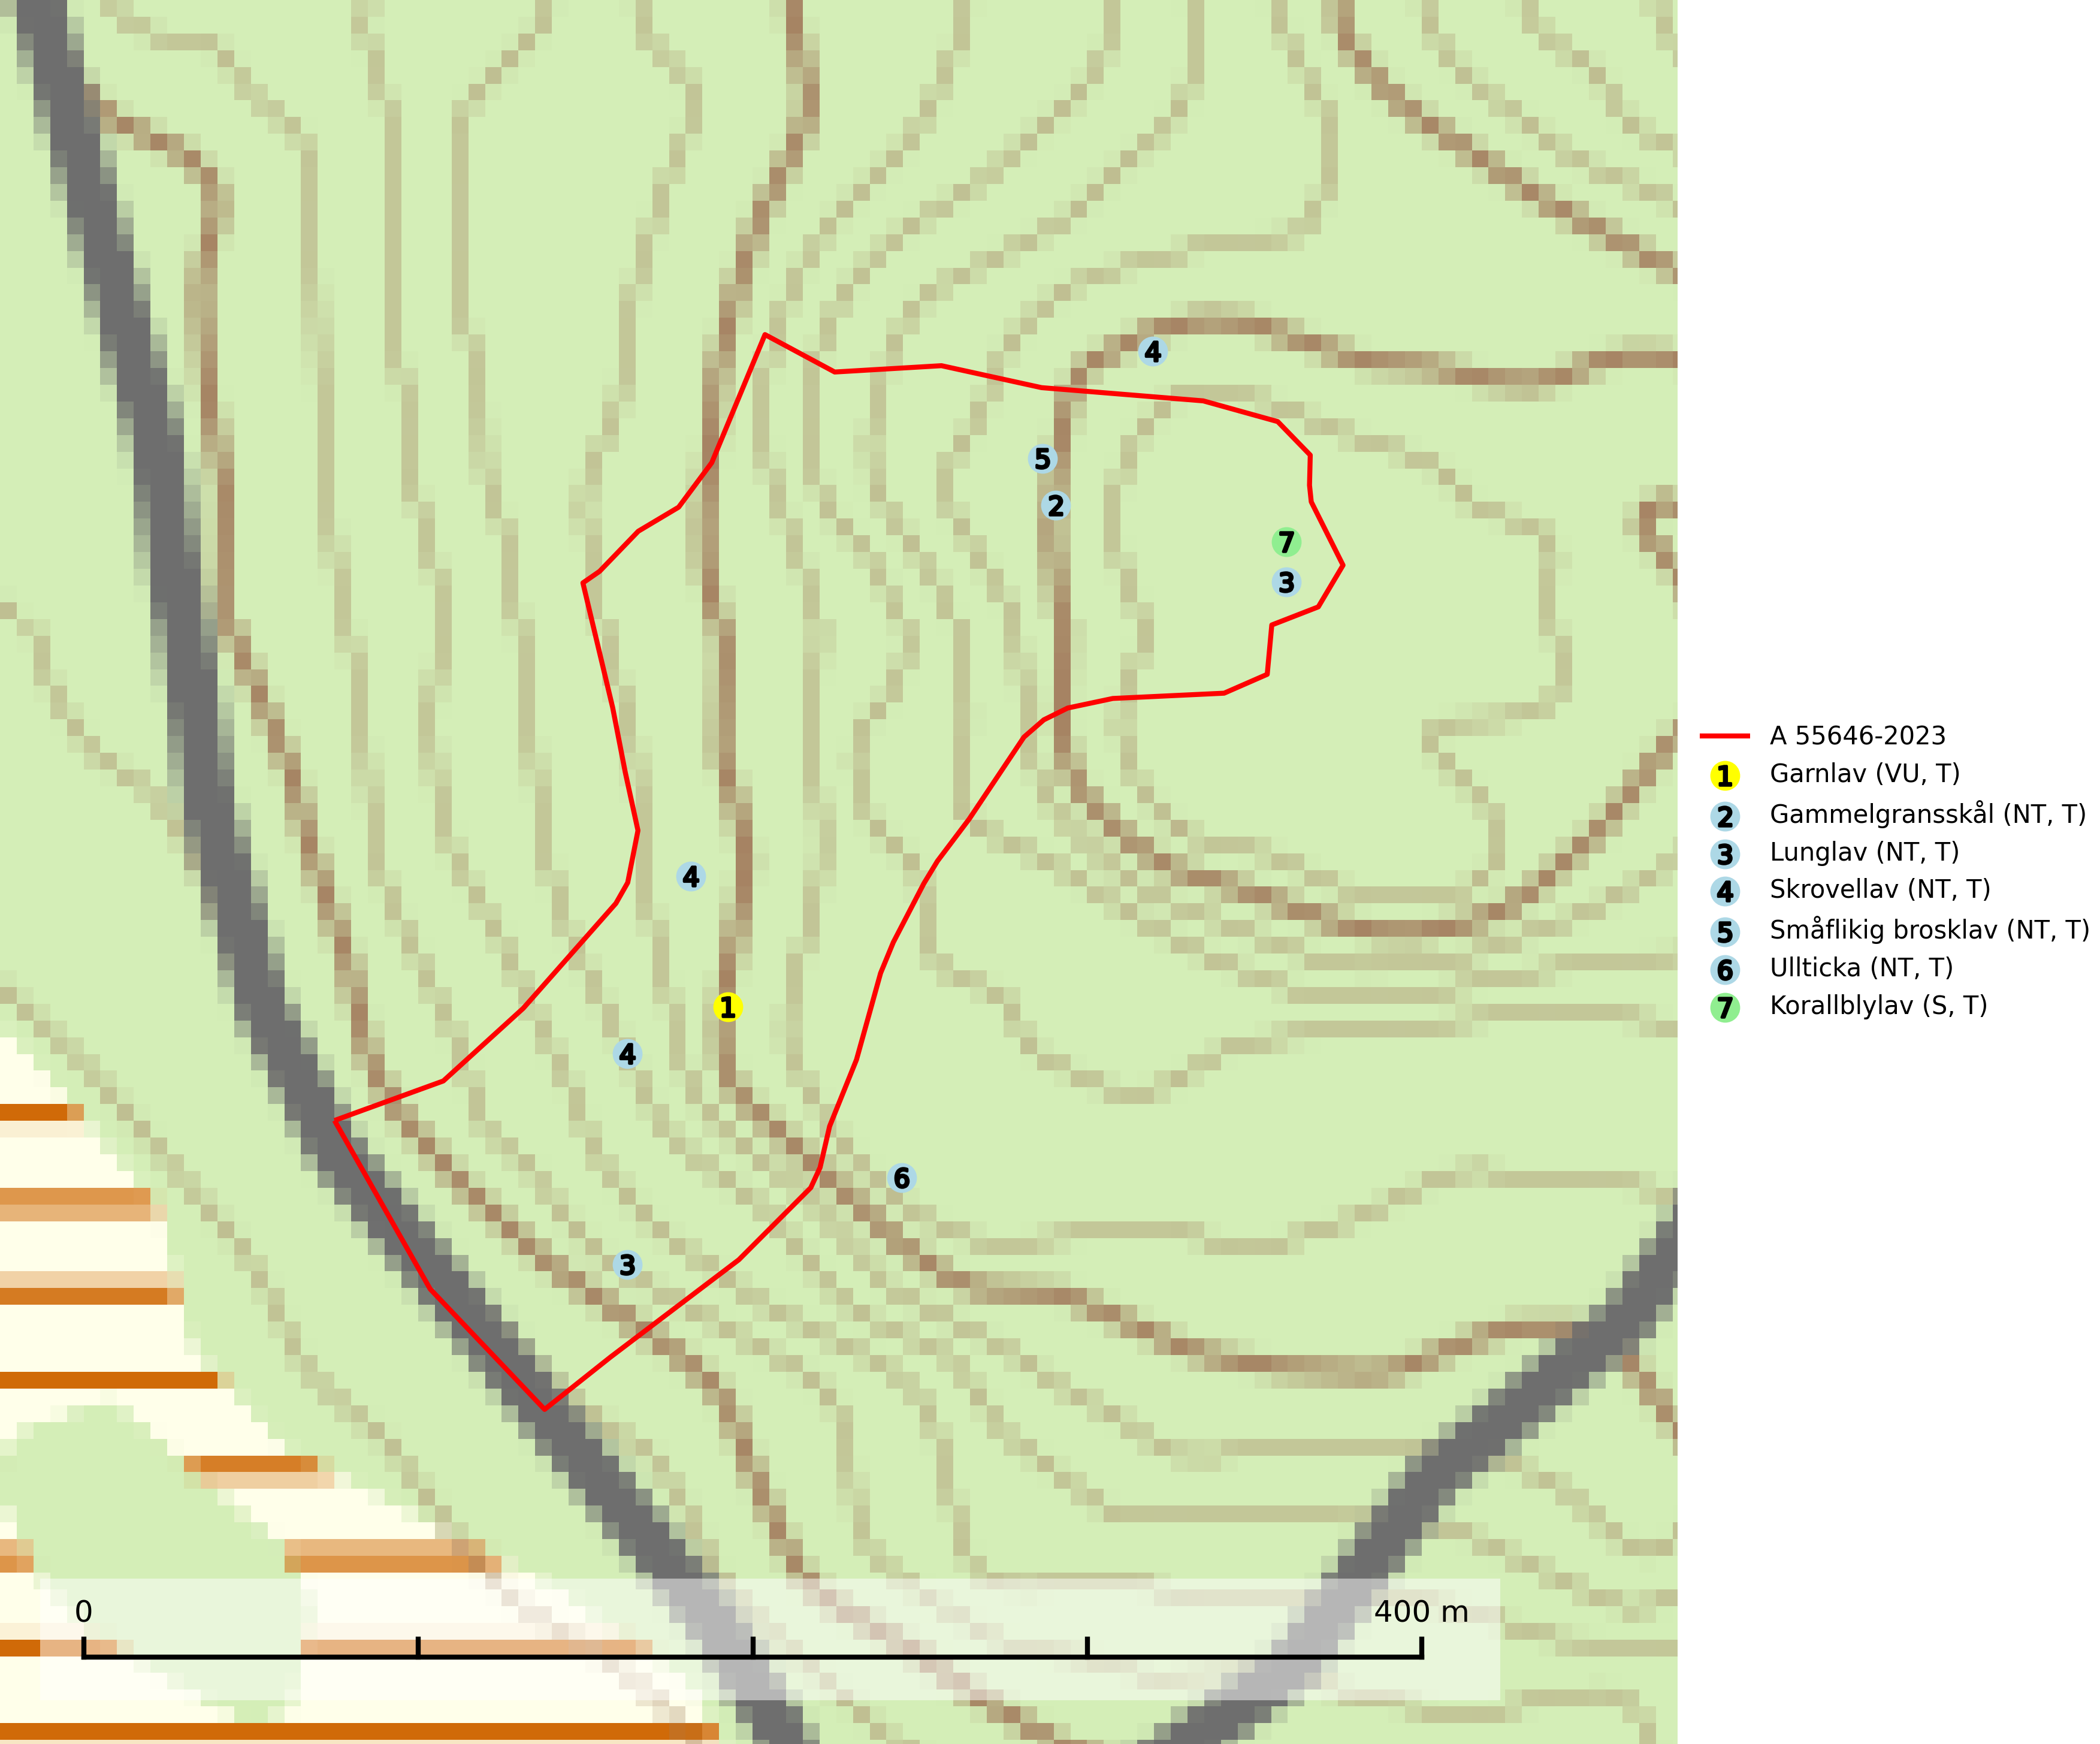 4
5
2
7
3
4
1
4
6
3
A 55646-2023
1 Garnlav (VU, T)
2 Gammelgransskål (NT, T)
3 Lunglav (NT, T)
4 Skrovellav (NT, T)
5 Småflikig brosklav (NT, T)
6 Ullticka (NT, T)
7 Korallblylav (S, T)
0 400 m